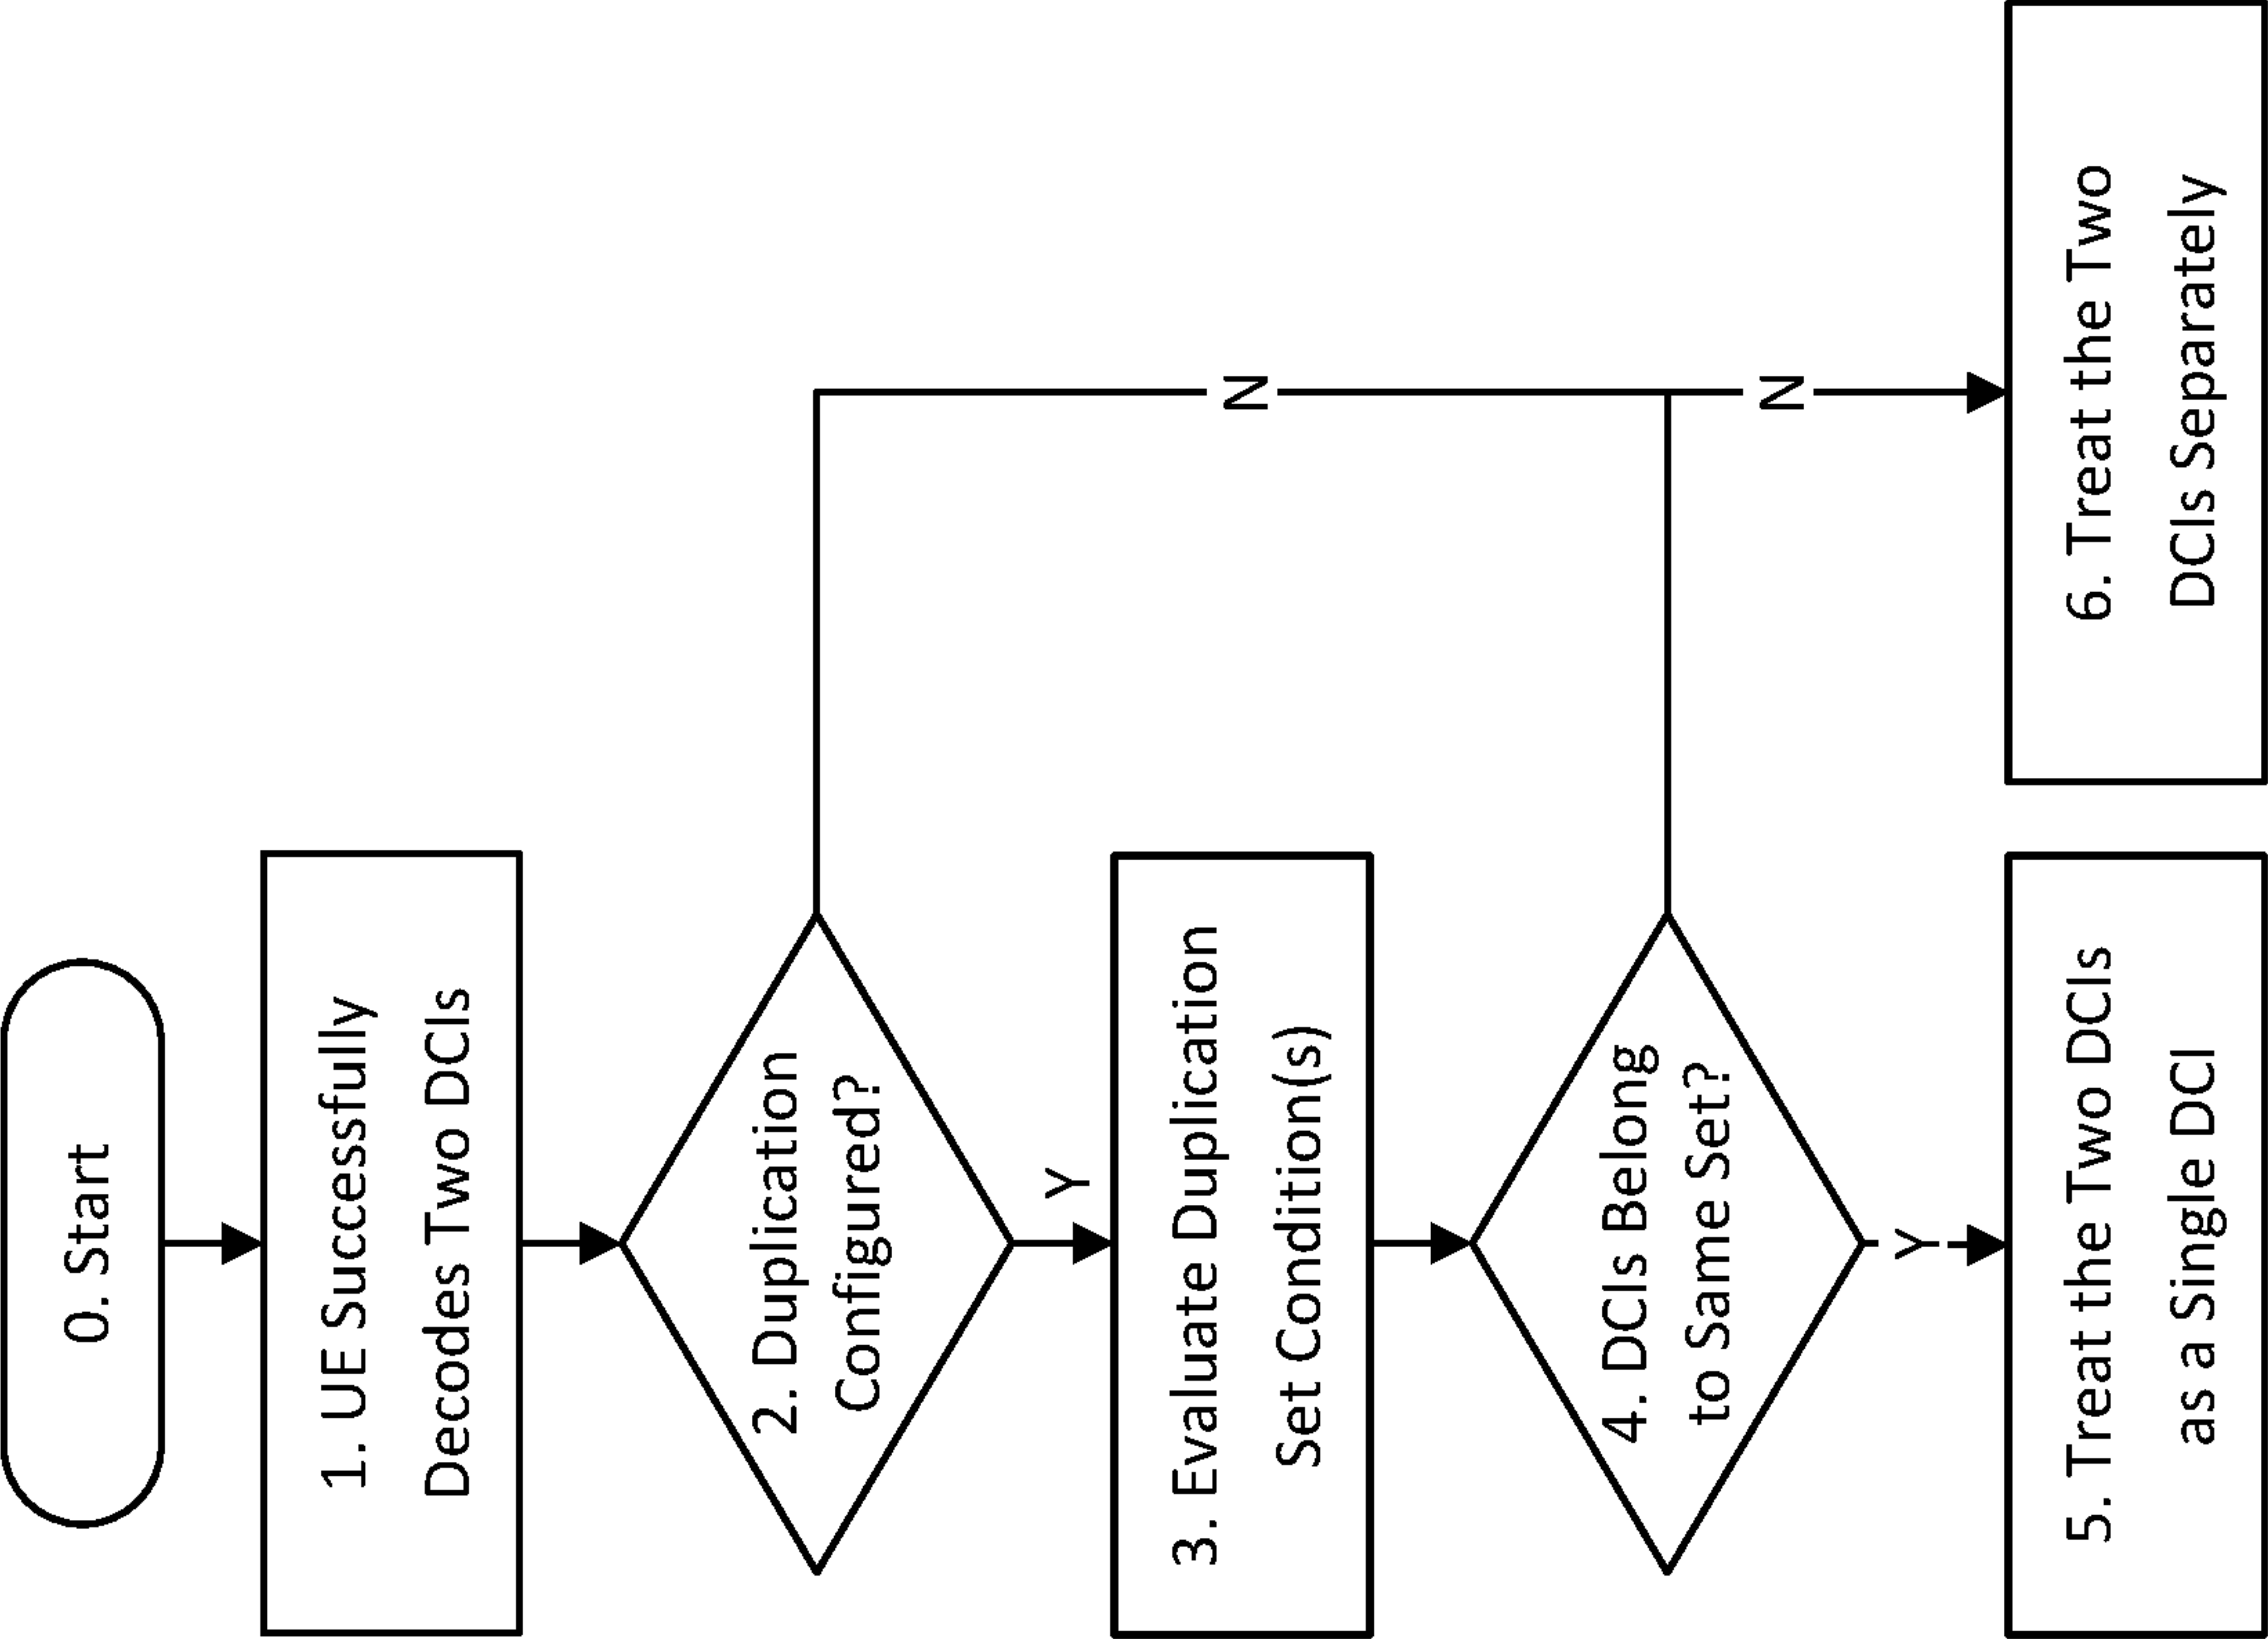 0. Start
1. UE Successfully
Decodes Two DCIs
2. Duplication
Configured?
Y
N
3. Evaluate Duplication
Set Condition(s)
4. DCIs Belong
to Same Set?
Y
N
5. Treat the Two DCIs
as a Single DCI
6. Treat the Two
DCIs Separately